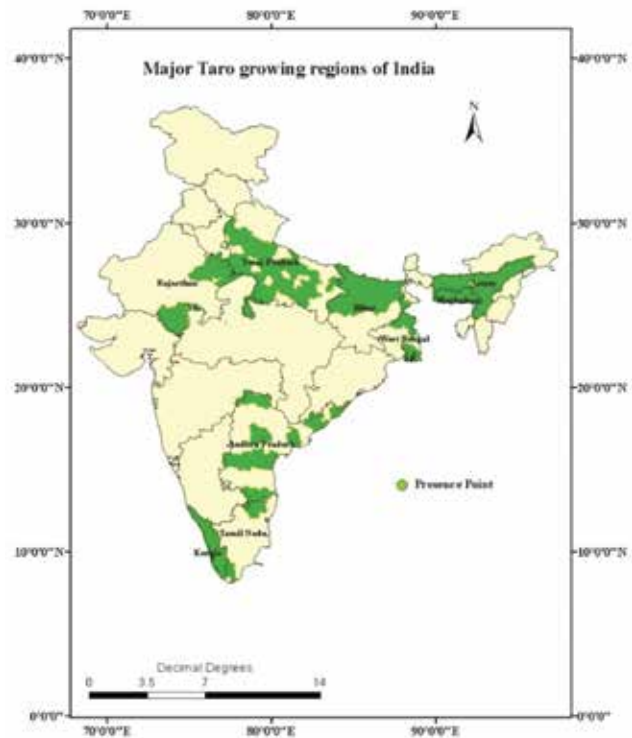 70°0'0"E 80°0'0"E 90°0'0"E
40°0'0"N 40°0'0"N
Major Taro growing regions of India
N
30°0'0"N 30°0'0"N
Uttar Pradesh
Rajasthan
Assam
Meghalaya
Bihar
West Bengal
20°0'0"N 20°0'0"N
Andhra Pradesh
Presence Point
Tamil Nadu
10°0'0"N 10°0'0"N
Kerala
Decimal Degrees
0 3.5 7 14
0°0'0" 0°0'0"
70°0'0"E 80°0'0"E 90°0'0"E